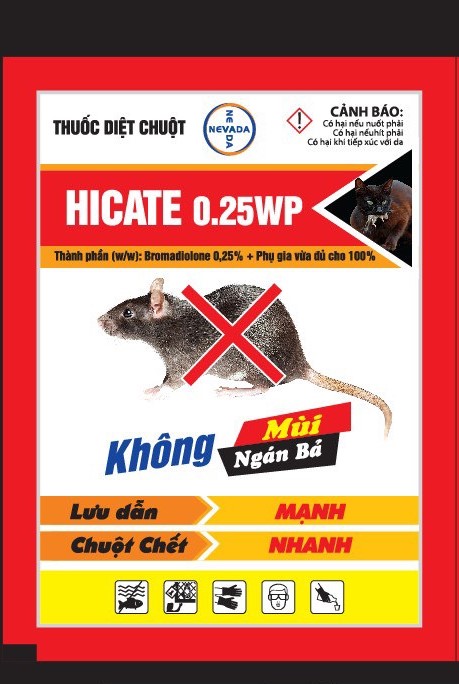 THUỐC DIỆT CHUỘT
NEVADA
NEVADA
CẢNH BÁO:
Có hại nếu nuốt phải
Có hại nếuhít phải
Có hại khi tiếp xúc với da
HICATE 0.25WP
Thành phần (w/w): Bromadiolone 0,25% + Phụ gia vừa đủ cho 100%
Không Mùi
Ngán Bả
Lưu dẫn MẠNH
Chuột Chết NHANH